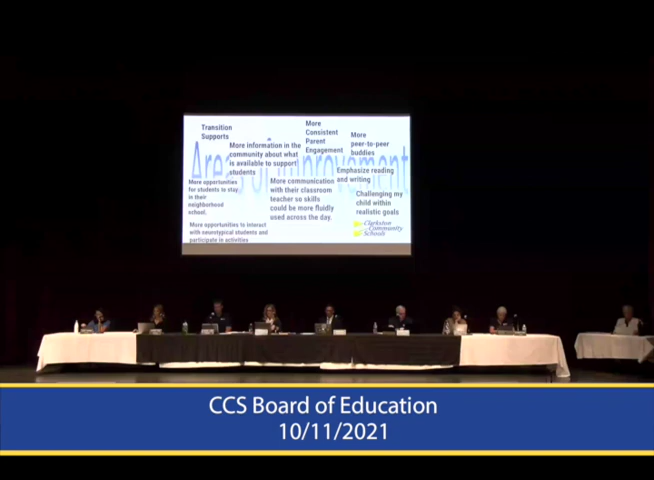 Transition
Supports
More
Consistent
Parent
Engagement
More
peer-to-peer
buddies
More information in the
community about what
is available to support
students
Areas of Improvement
Emphasize reading
and writing
More opportunities
for students to stay
in their
neighborhood
school.
More communication
with their classroom
teacher so skills
could be more fluidly
used across the day.
Challenging my
child within
realistic goals
More opportunities to interact
with neurotypical students and
participate in activities
Clarkston
Community
Schools
CCS Board of Education
10/11/2021